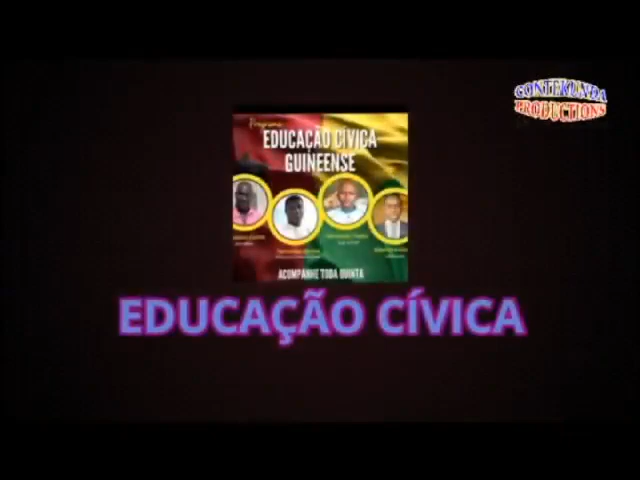 CONTEKUNDA
PRODUCTIONS
Programa
EDUCAÇÃO CÍVICA
GUINEENSE
ACOMPANHE TODA QUINTA
EDUCAÇÃO CÍVICA